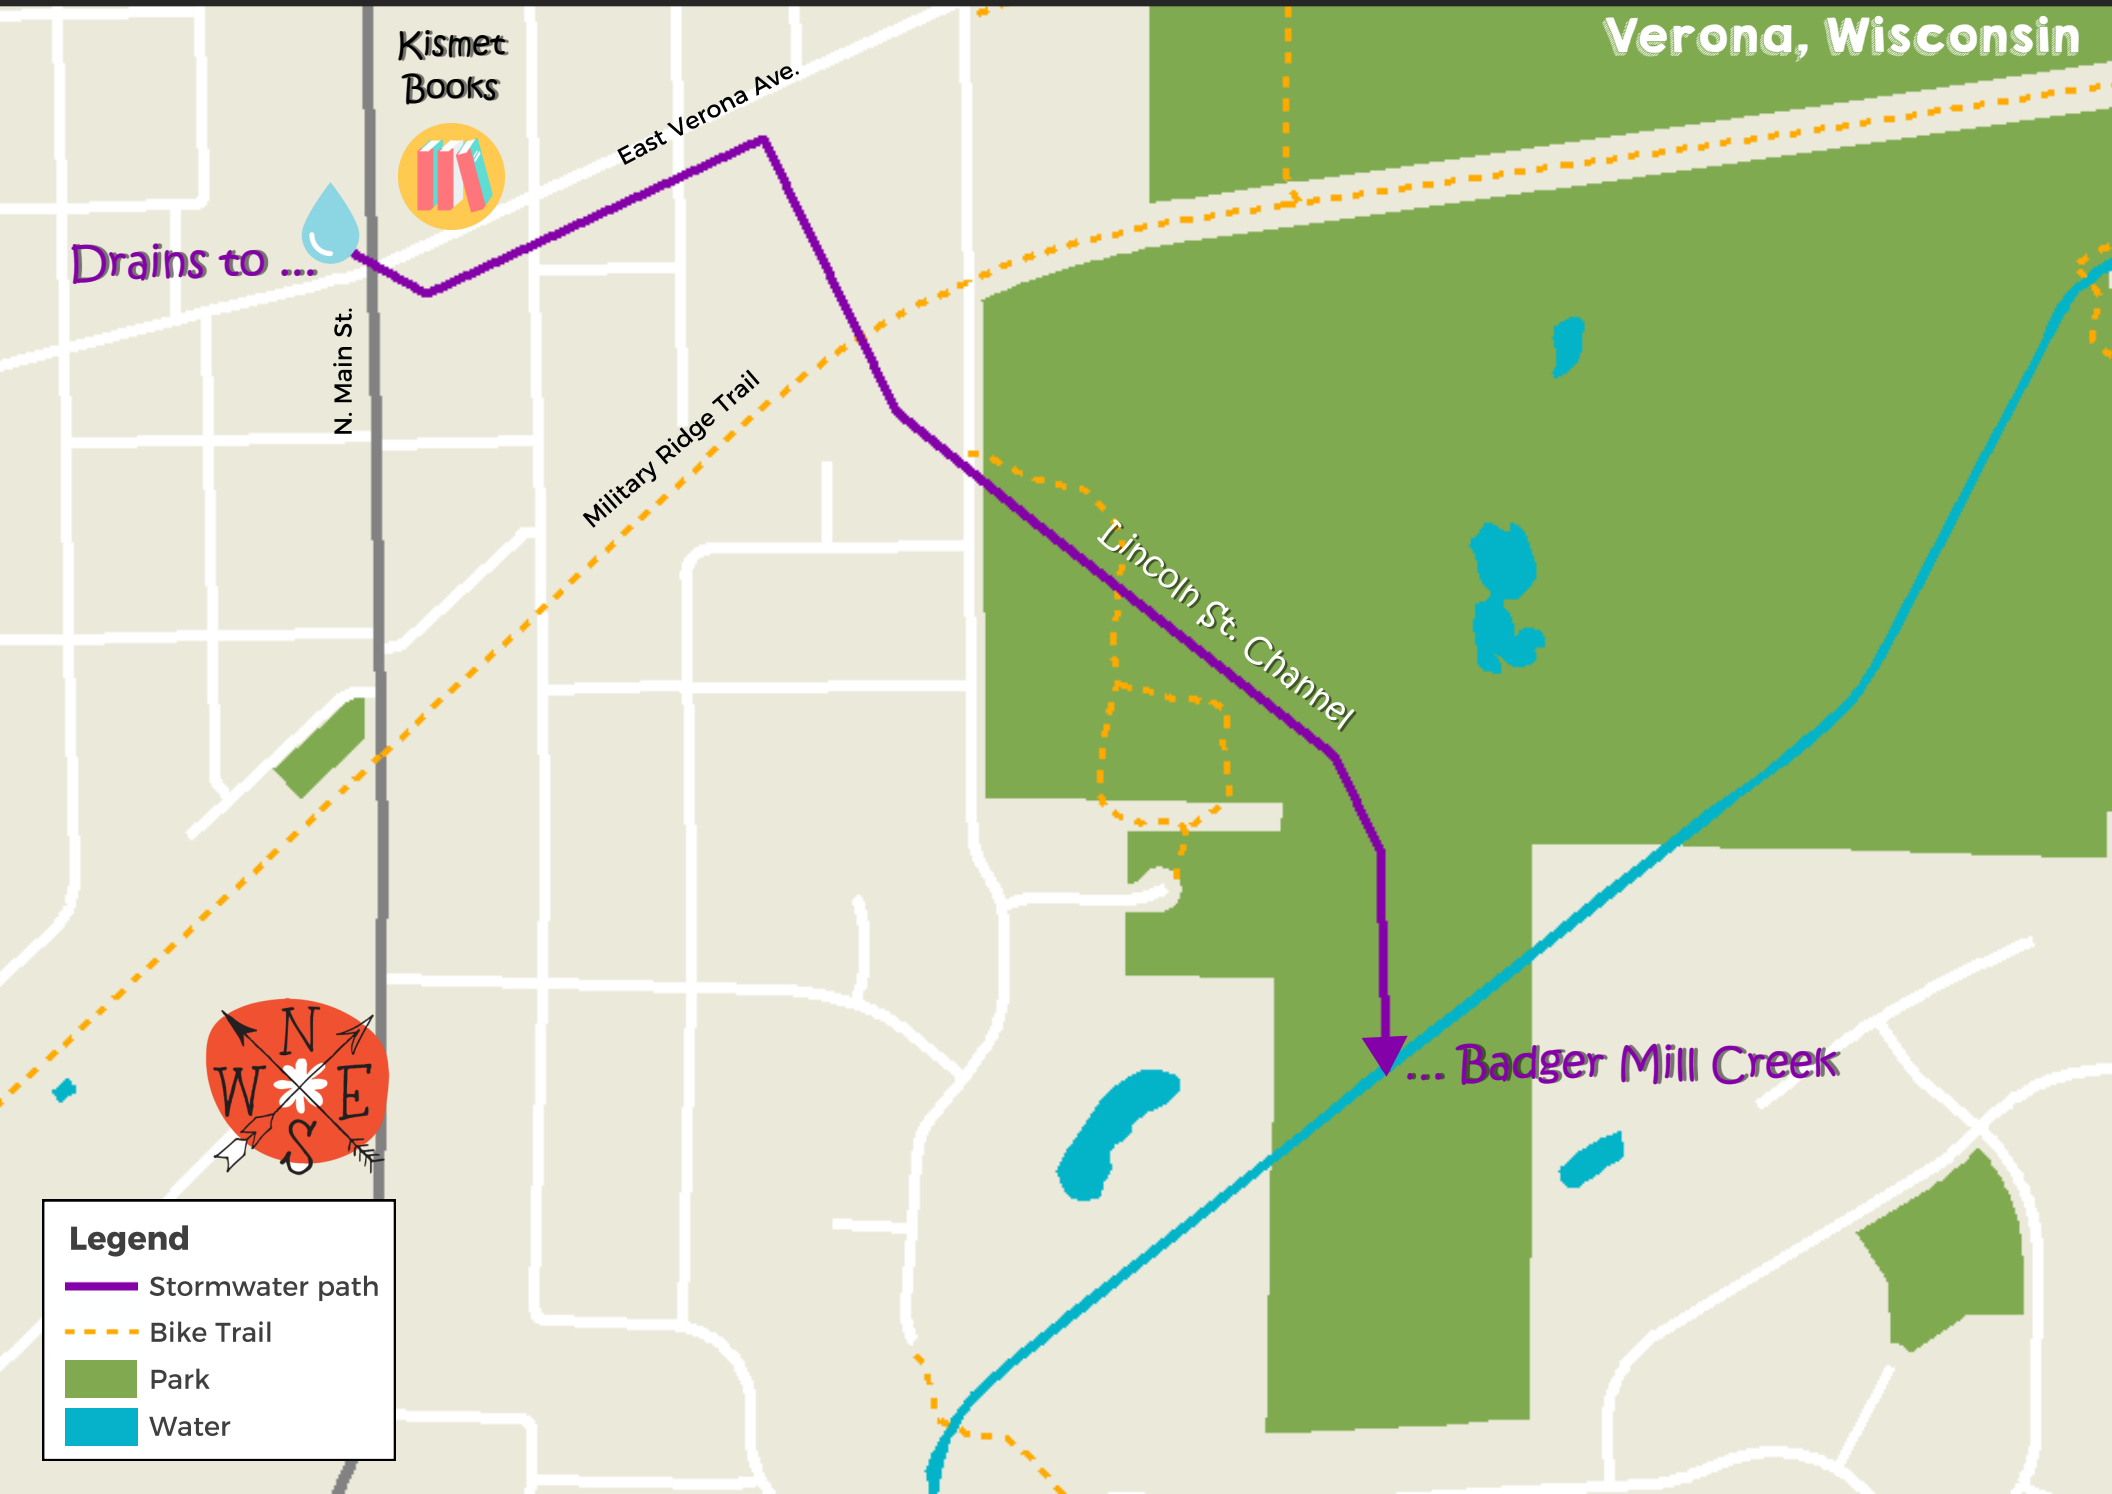 Verona, Wisconsin
Kismet
Books
East Verona Ave.
Drains to ...
N. Main St.
Military Ridge Trail
Lincoln St. Channel
... Badger Mill Creek
N
W E
S
Legend
Stormwater path
Bike Trail
Park
Water